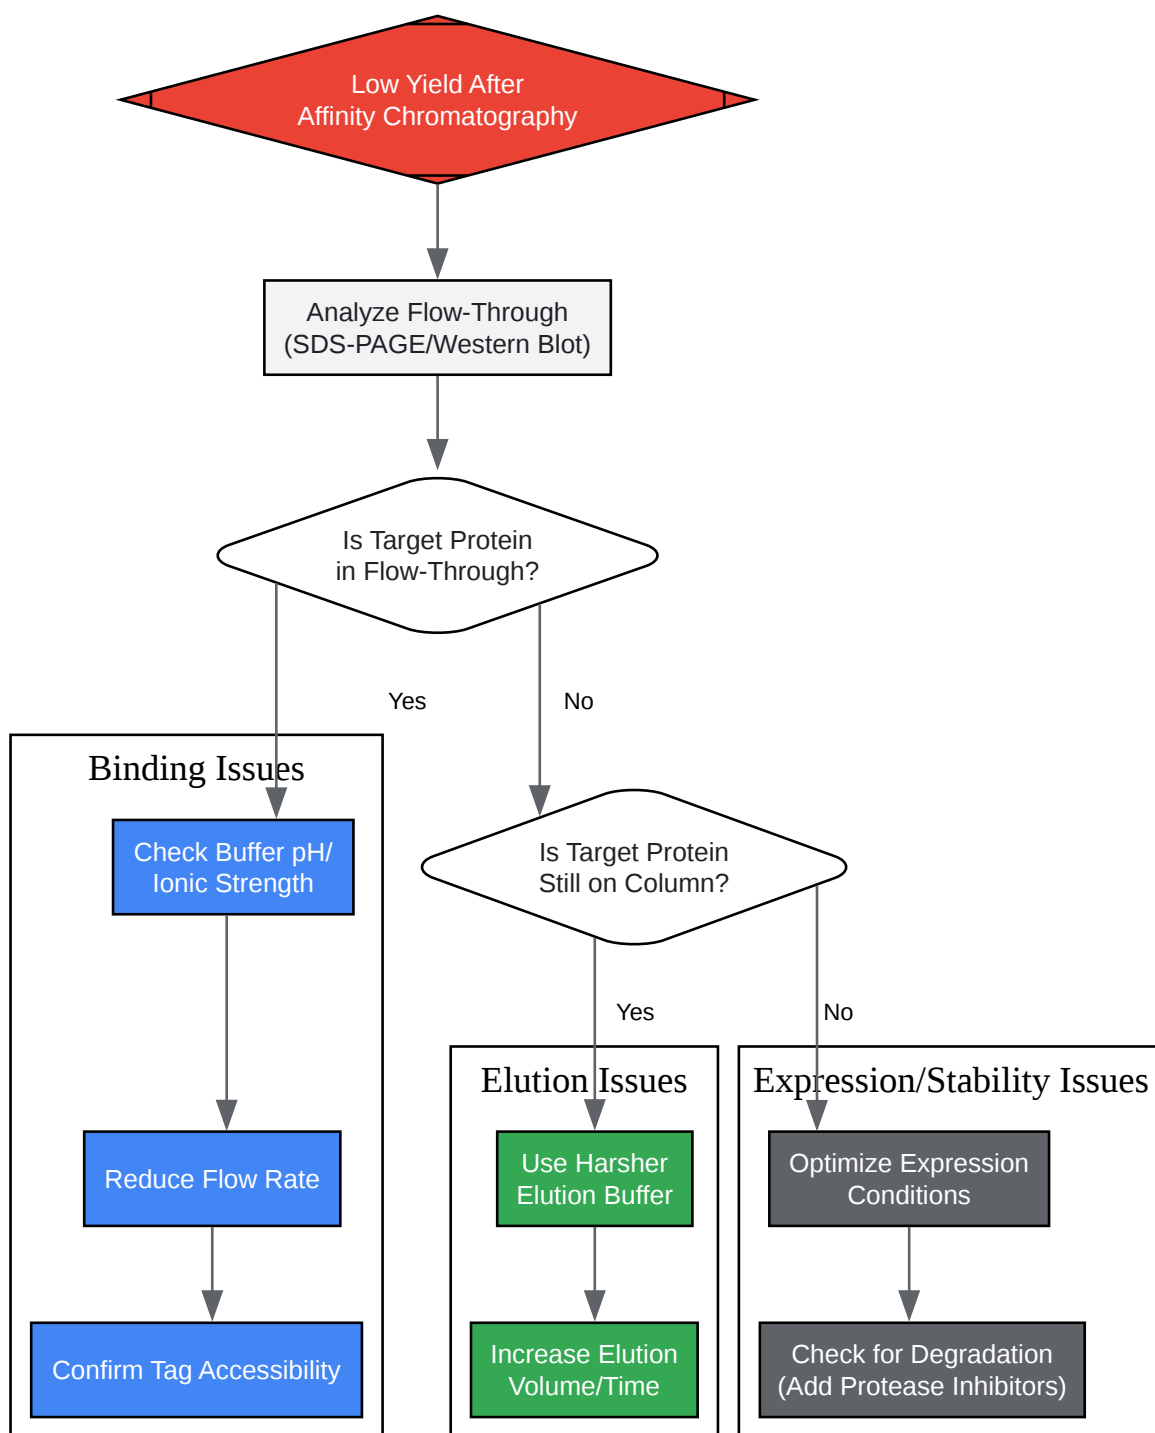 Low Yield After
Affinity Chromatography
Analyze Flow-Through
(SDS-PAGE/Western Blot)
Is Target Protein
in Flow-Through?
Yes
No
Binding Issues
Check Buffer pH/
Ionic Strength
Is Target Protein
Still on Column?
Yes
No
Elution Issues
Expression/Stability Issues
Reduce Flow Rate
Use Harsher
Elution Buffer
Optimize Expression
Conditions
Confirm Tag Accessibility
Increase Elution
Volume/Time
Check for Degradation
(Add Protease Inhibitors)